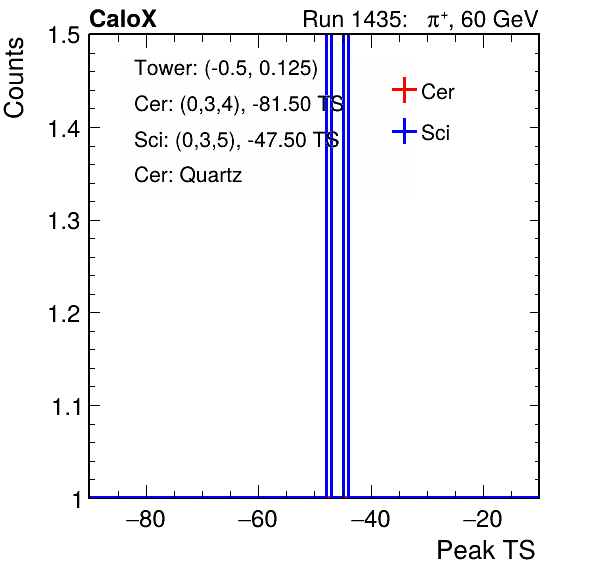 CaloX Run 1435: π⁺, 60 GeV
Counts
Tower: (-0.5, 0.125)
Cer: (0,3,4), -81.50 TS
Sci: (0,3,5), -47.50 TS
Cer: Quartz
Cer
Sci
1.5
1.4
1.3
1.2
1.1
1
−80 −60 −40 −20
Peak TS